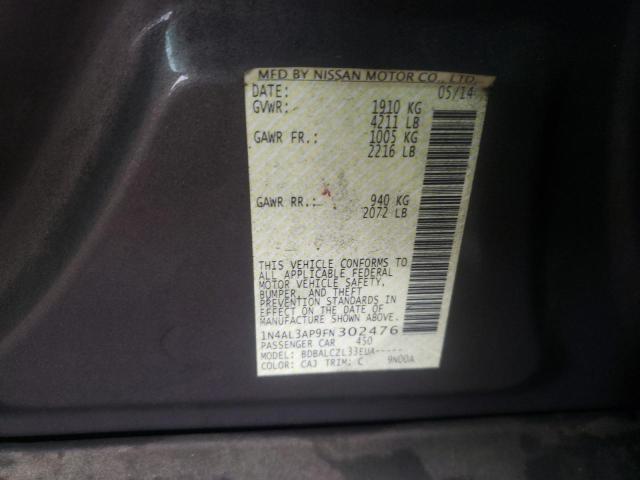 MFD BY NISSAN MOTOR CO., LTD.
DATE: 05/14
GVWR: 1910 KG
4211 LB
GAWR FR.: 1005 KG
2216 LB
GAWR RR.: 940 KG
2072 LB
THIS VEHICLE CONFORMS TO
ALL APPLICABLE FEDERAL
MOTOR VEHICLE SAFETY,
BUMPER, AND THEFT
PREVENTION STANDARDS IN
EFFECT ON THE DATE OF
MANUFACTURE SHOWN ABOVE.
1N4AL3AP9FN302476
PASSENGER CAR 450
MODEL: BDBALCZL33EUA-----
COLOR: CAJ TRIM: C 9N00A